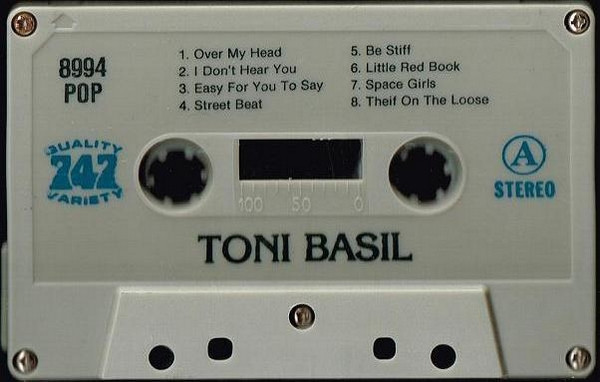 8994
POP
1. Over My Head
2. I Don't Hear You
3. Easy For You To Say
4. Street Beat
5. Be Stiff
6. Little Red Book
7. Space Girls
8. Theif On The Loose
QUALITY
747
VARIETY
A
STEREO
100 50 0
TONI BASIL